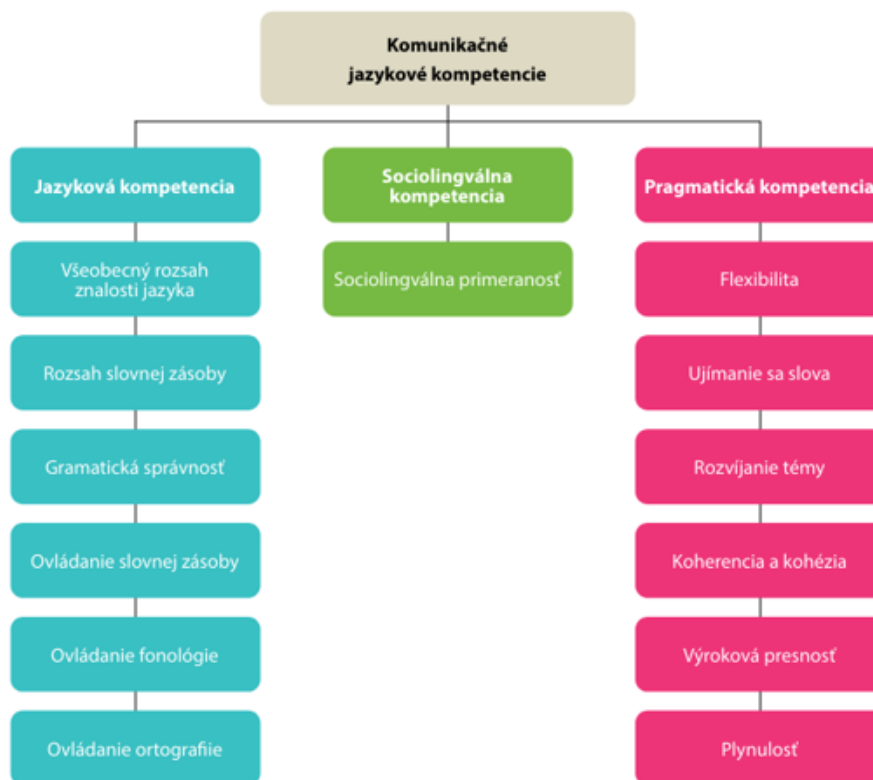 Komunikačné
jazykové kompetencie
Jazyková kompetencia
Všeobecný rozsah
znalosti jazyka
Rozsah slovnej zásoby
Gramatická správnosť
Ovládanie slovnej zásoby
Ovládanie fonológie
Ovládanie ortografiie
Sociolingválna
kompetencia
Sociolingválna primeranosť
Pragmatická kompetencia
Flexibilita
Ujímanie sa slova
Rozvíjanie témy
Koherencia a kohézia
Výroková presnosť
Plynulosť